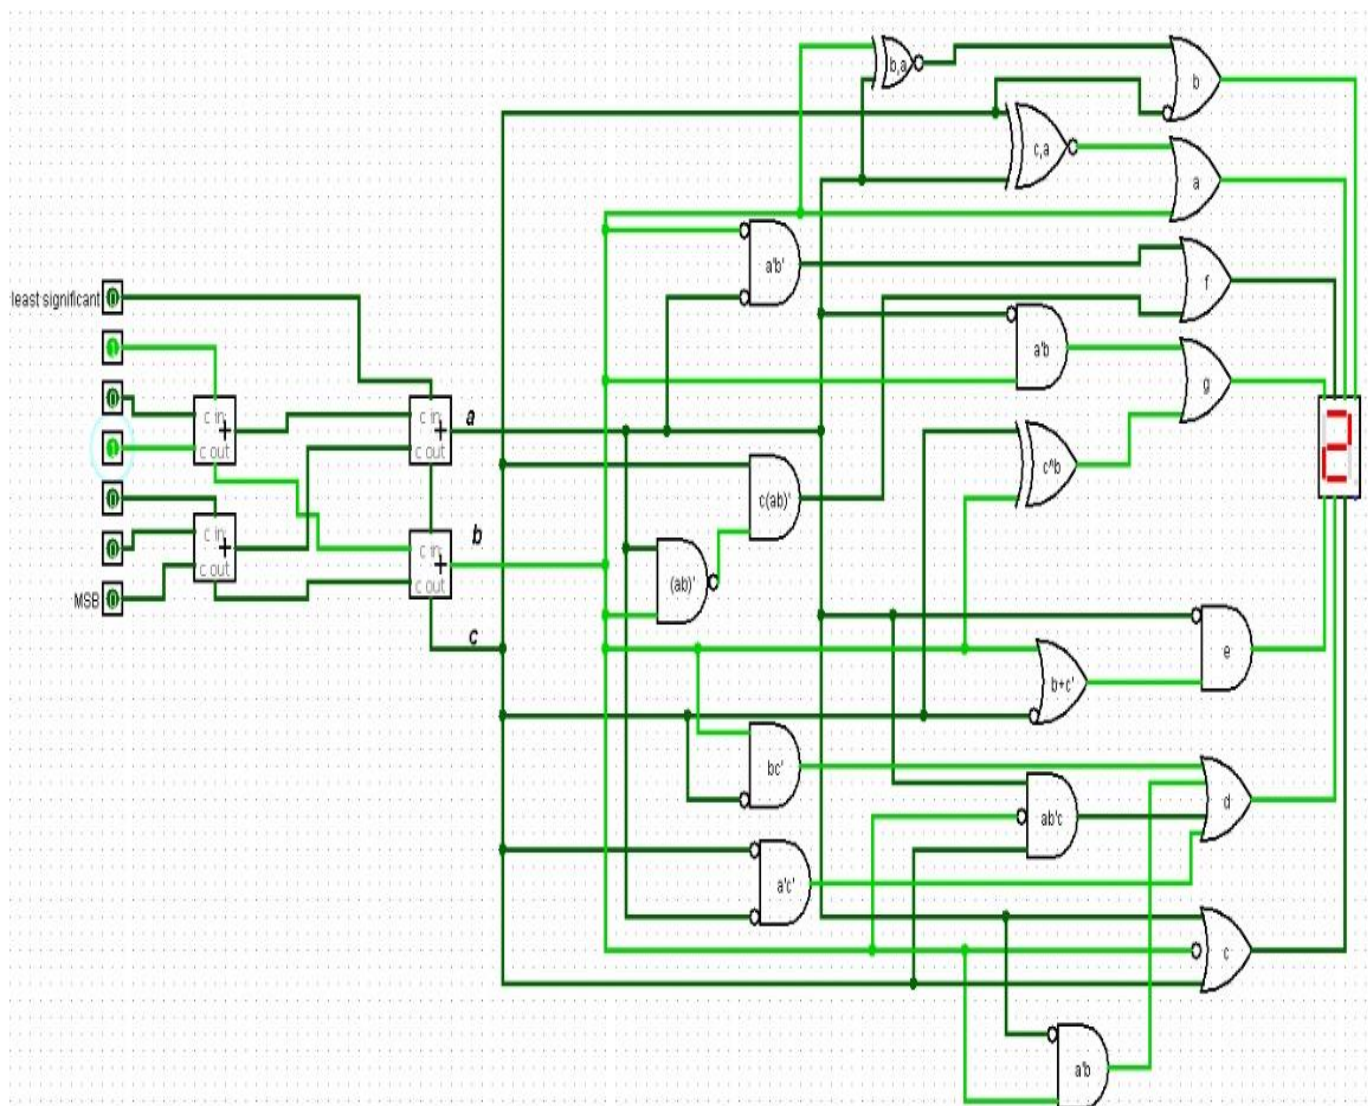 b,a
b
c,a
a
a'b'
f
least significant
0
a'b
1
g
0
c in
+
c out
c in
+
c out
a
1
2
c^b
c(ab)'
0
c in
+
c out
b
c in
+
c out
0
(ab)'
MSB
0
c
e
b+c'
bc'
d
ab'c
a'c'
c
a'b